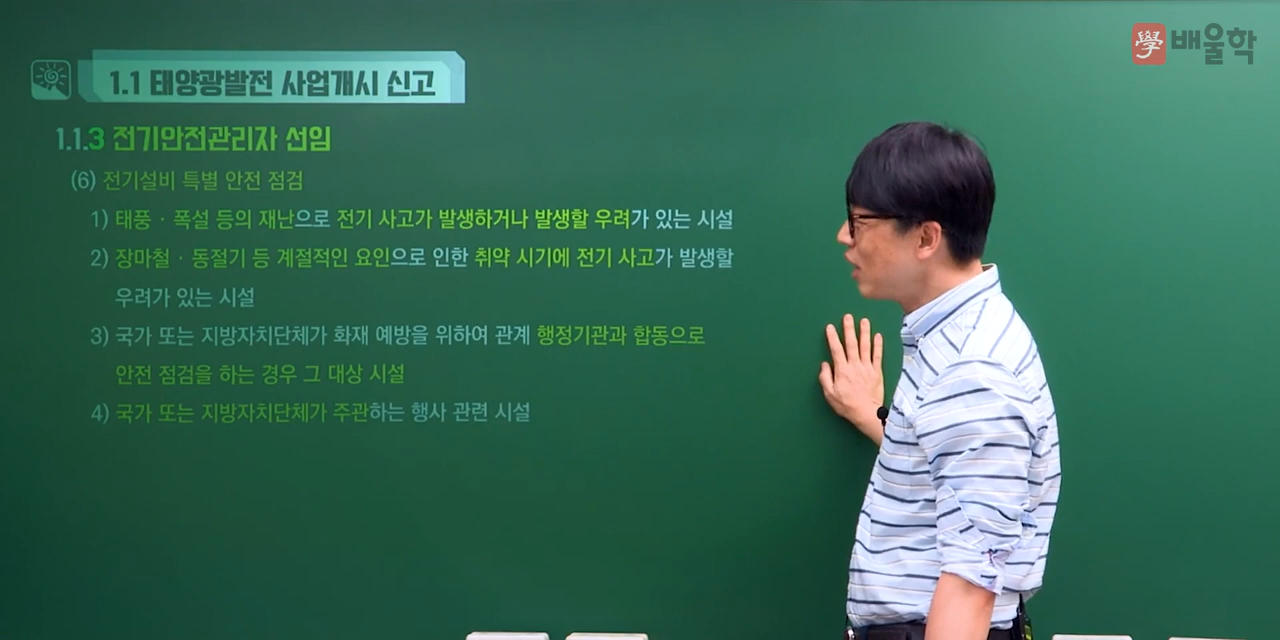 學 배울학
1.1 태양광발전 사업개시 신고
1.1.3 전기안전관리자 선임
(6) 전기설비 특별 안전 점검
1) 태풍 · 폭설 등의 재난으로 전기 사고가 발생하거나 발생할 우려가 있는 시설
2) 장마철 · 동절기 등 계절적인 요인으로 인한 취약 시기에 전기 사고가 발생할
우려가 있는 시설
3) 국가 또는 지방자치단체가 화재 예방을 위하여 관계 행정기관과 합동으로
안전 점검을 하는 경우 그 대상 시설
4) 국가 또는 지방자치단체가 주관하는 행사 관련 시설